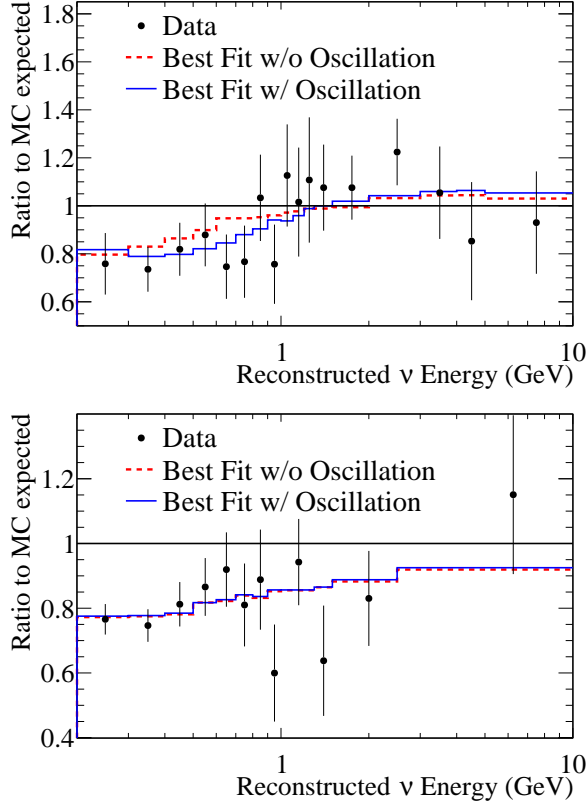 1.8
1.6
1.4
1.2
1
0.8
0.6
Ratio to MC expected
Data
Best Fit w/o Oscillation
Best Fit w/ Oscillation
1
10
Reconstructed ν Energy (GeV)
1.2
1
0.8
0.6
0.4
Ratio to MC expected
Data
Best Fit w/o Oscillation
Best Fit w/ Oscillation
1
10
Reconstructed ν Energy (GeV)